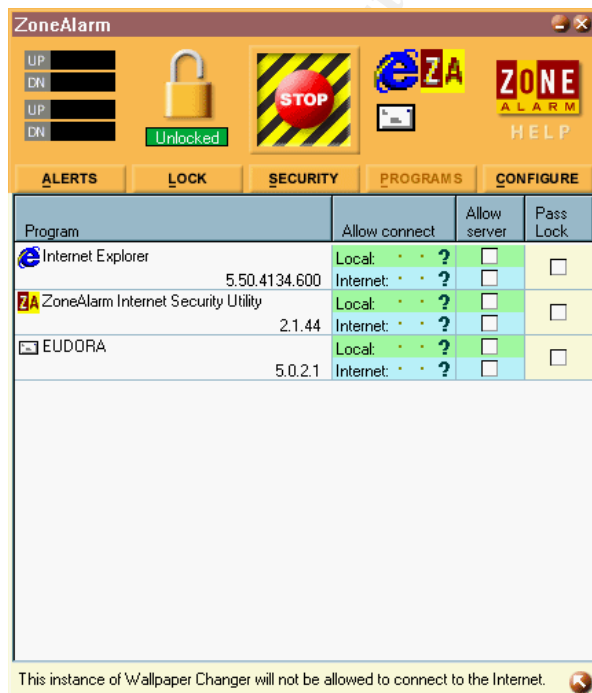 ZoneAlarm
UP
DN
UP
DN
Unlocked
STOP
ZA
ZONE
ALARM
HELP
ALERTS
LOCK
SECURITY
PROGRAMS
CONFIGURE
Program
Allow connect
Allow server
Pass Lock
Internet Explorer
5.50.4134.600
Local: · · ?
Internet: · · ?
ZA ZoneAlarm Internet Security Utility
2.1.44
Local: · · ?
Internet: · · ?
EUDORA
5.0.2.1
Local: · · ?
Internet: · · ?
This instance of Wallpaper Changer will not be allowed to connect to the Internet.